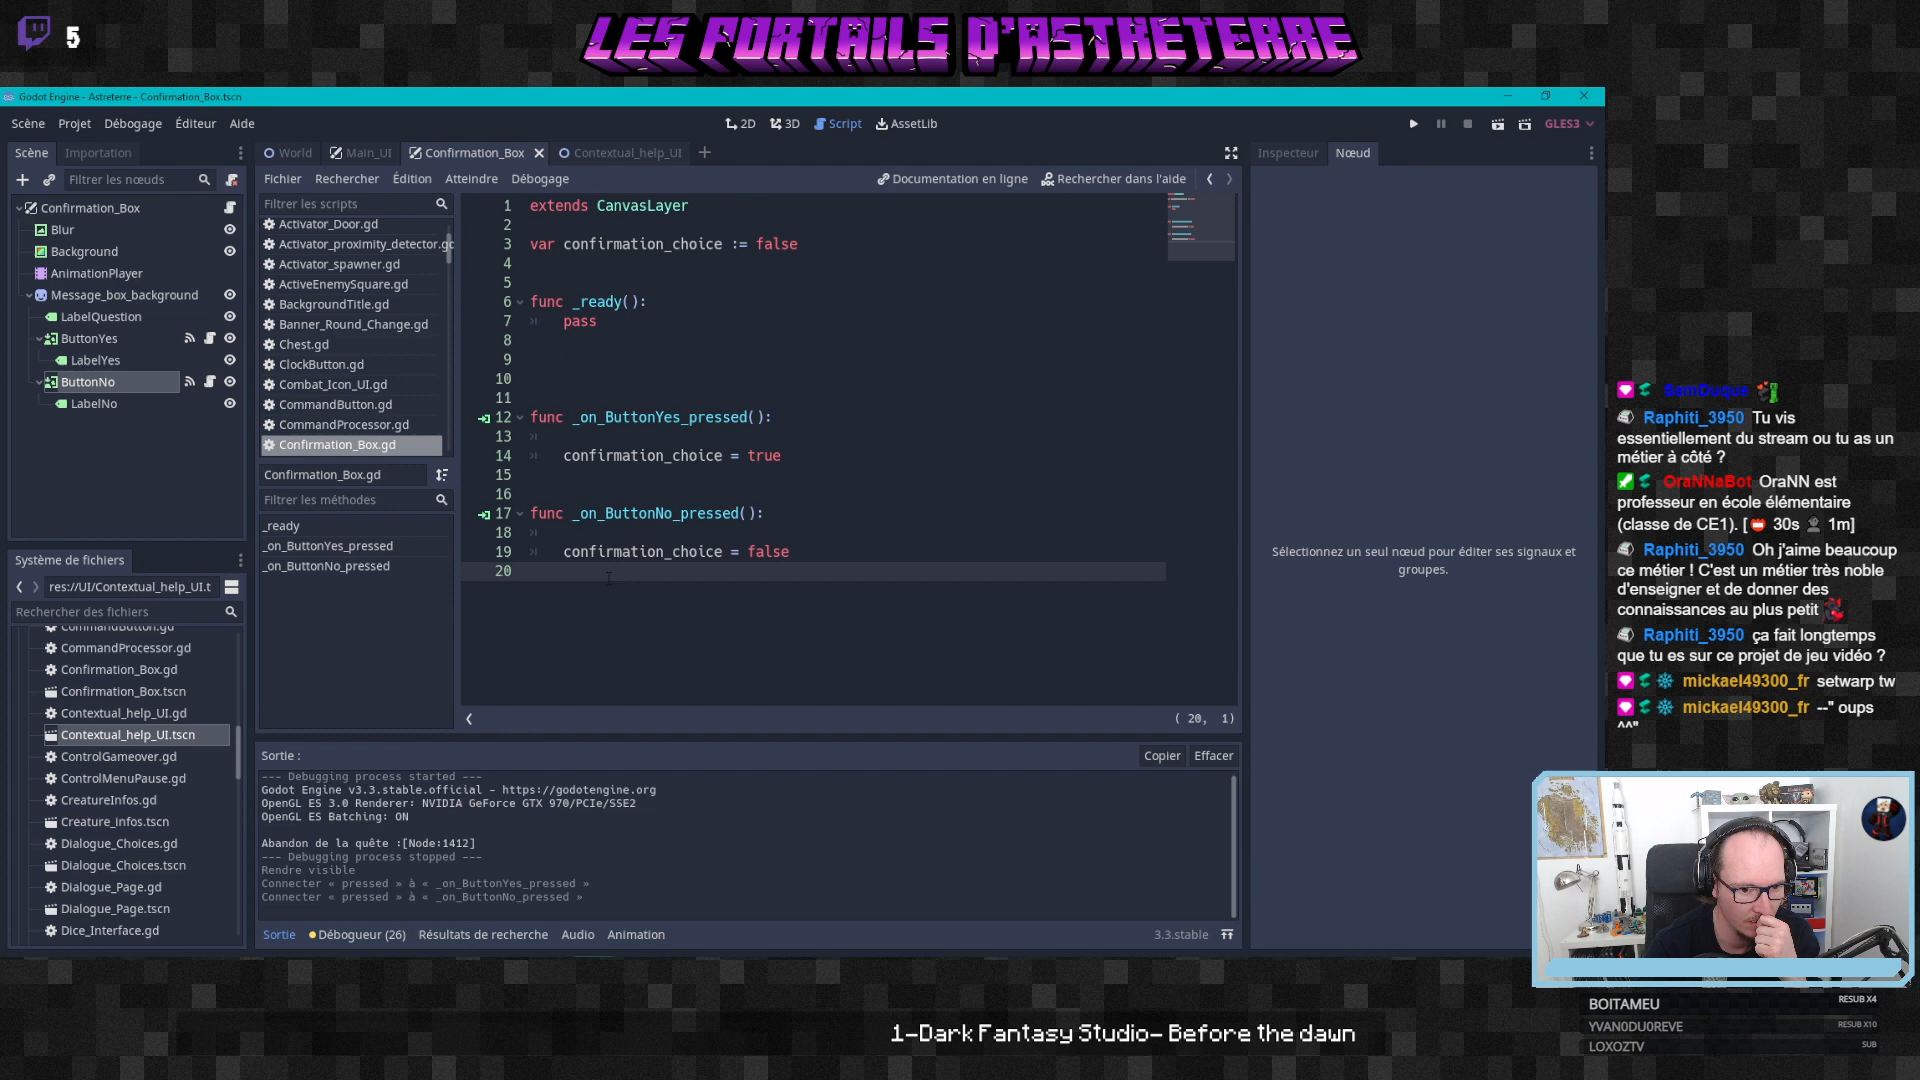 5
LES PORTAILS D'ASTRETERRE
Godot Engine - Astreterre - Confirmation_Box.tscn
Scène Projet Débogage Éditeur Aide
2D 3D Script AssetLib
GLES3
Scène Importation
World Main_UI Confirmation_Box Contextual_help_UI
Inspecteur Nœud
Filtrer les nœuds
Fichier Rechercher Édition Atteindre Débogage
Documentation en ligne Rechercher dans l'aide
Confirmation_Box
Blur
Background
AnimationPlayer
Message_box_background
LabelQuestion
ButtonYes
LabelYes
ButtonNo
LabelNo
Filtrer les scripts
Activator_Door.gd
Activator_proximity_detector.gd
Activator_spawner.gd
ActiveEnemySquare.gd
BackgroundTitle.gd
Banner_Round_Change.gd
Chest.gd
ClockButton.gd
Combat_Icon_UI.gd
CommandButton.gd
CommandProcessor.gd
Confirmation_Box.gd
Confirmation_Box.gd
Filtrer les méthodes
_ready
_on_ButtonYes_pressed
_on_ButtonNo_pressed
1 extends CanvasLayer
2
3 var confirmation_choice := false
4
5
6 func _ready():
7 pass
8
9
10
11
12 func _on_ButtonYes_pressed():
13
14 confirmation_choice = true
15
16
17 func _on_ButtonNo_pressed():
18
19 confirmation_choice = false
20
( 20, 1)
Sélectionnez un seul nœud pour éditer ses signaux et
groupes.
Système de fichiers
res://UI/Contextual_help_UI.t
Rechercher des fichiers
CommandButton.gd
CommandProcessor.gd
Confirmation_Box.gd
Confirmation_Box.tscn
Contextual_help_UI.gd
Contextual_help_UI.tscn
ControlGameover.gd
ControlMenuPause.gd
CreatureInfos.gd
Creature_infos.tscn
Dialogue_Choices.gd
Dialogue_Choices.tscn
Dialogue_Page.gd
Dialogue_Page.tscn
Dice_Interface.gd
Sortie :
Copier Effacer
--- Debugging process started ---
Godot Engine v3.3.stable.official - https://godotengine.org
OpenGL ES 3.0 Renderer: NVIDIA GeForce GTX 970/PCIe/SSE2
OpenGL ES Batching: ON
Abandon de la quête :[Node:1412]
--- Debugging process stopped ---
Rendre visible
Connecter « pressed » à « _on_ButtonYes_pressed »
Connecter « pressed » à « _on_ButtonNo_pressed »
Sortie Débogueur (26) Résultats de recherche Audio Animation
3.3.stable
SamDuque
Raphiti_3950 Tu vis
essentiellement du stream ou tu as un
métier à côté ?
OraNNaBot OraNN est
professeur en école élémentaire
(classe de CE1). [ 30s 1m]
Raphiti_3950 Oh j'aime beaucoup
ce métier ! C'est un métier très noble
d'enseigner et de donner des
connaissances au plus petit
Raphiti_3950 ça fait longtemps
que tu es sur ce projet de jeu vidéo ?
mickael49300_fr setwarp tw
mickael49300_fr --" oups
^^"
BOITAMEU RESUB X4
YVAN0DU0REVE RESUB X10
LOXOZTV SUB
1-Dark Fantasy Studio- Before the dawn